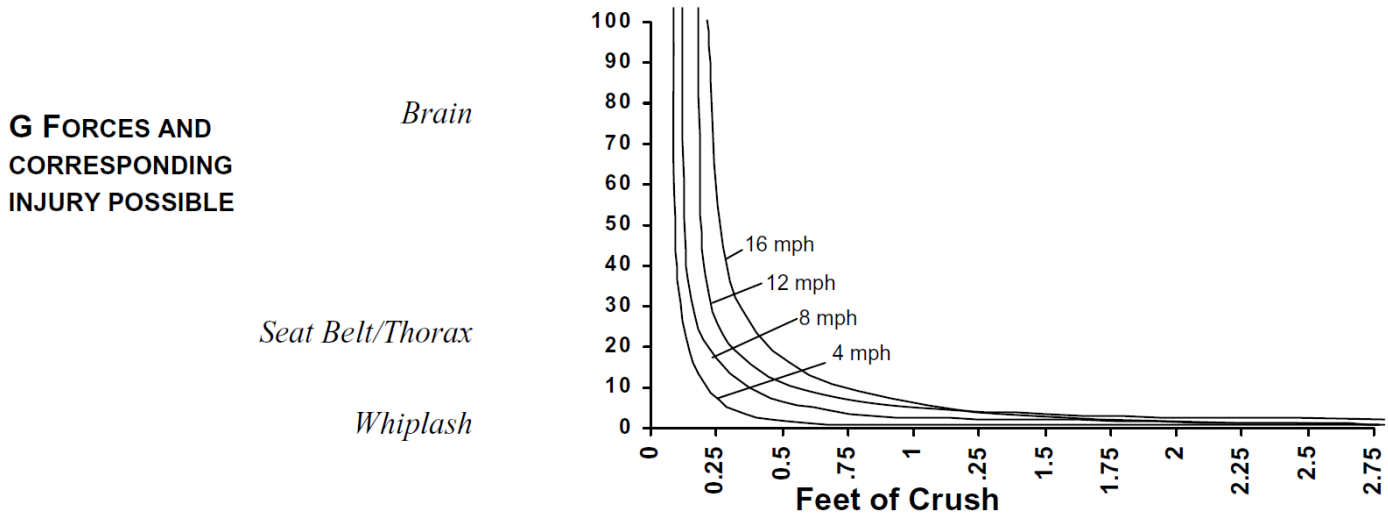 G FORCES AND
CORRESPONDING
INJURY POSSIBLE
Brain
Seat Belt/Thorax
Whiplash
100
90
80
70
60
50
40
30
20
10
0
16 mph
12 mph
8 mph
4 mph
0
0.25
0.5
.75
1
.25
1.5
1.75
2
2.25
2.5
2.75
Feet of Crush